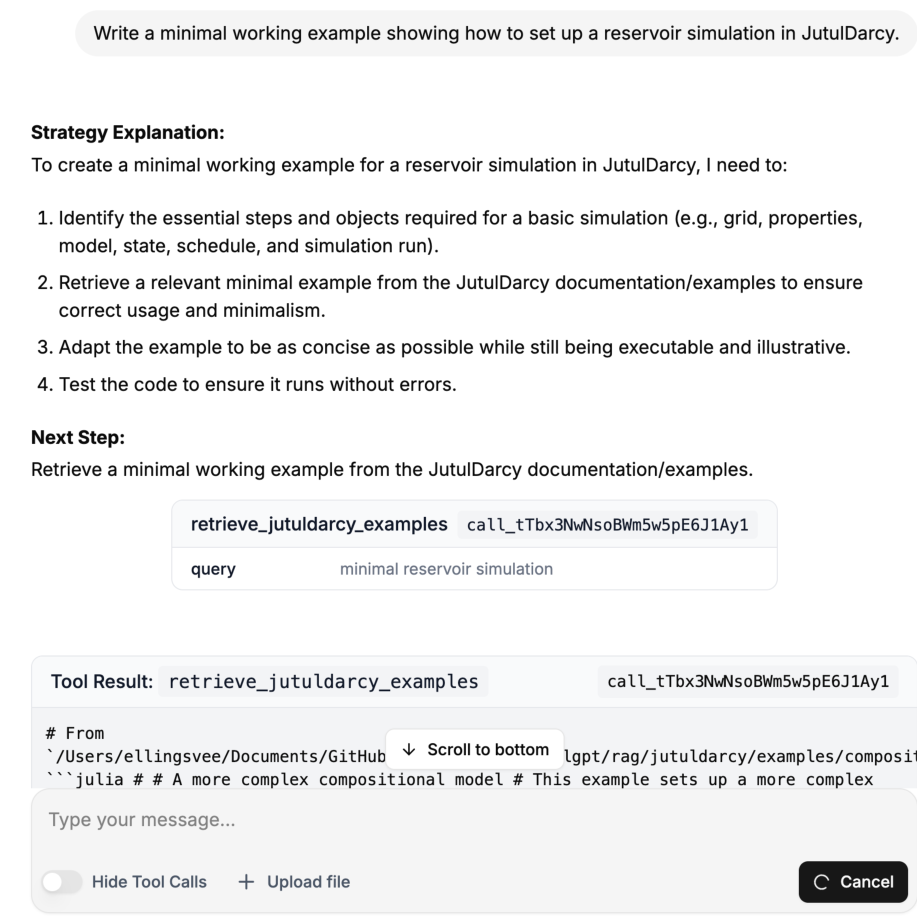 Write a minimal working example showing how to set up a reservoir simulation in JutulDarcy.
Strategy Explanation:
To create a minimal working example for a reservoir simulation in JutulDarcy, I need to:
1. Identify the essential steps and objects required for a basic simulation (e.g., grid, properties,
model, state, schedule, and simulation run).
2. Retrieve a relevant minimal example from the JutulDarcy documentation/examples to ensure
correct usage and minimalism.
3. Adapt the example to be as concise as possible while still being executable and illustrative.
4. Test the code to ensure it runs without errors.
Next Step:
Retrieve a minimal working example from the JutulDarcy documentation/examples.
retrieve_jutuldarcy_examples call_tTbx3NwNsoBWm5w5pE6J1Ay1
query minimal reservoir simulation
Tool Result: retrieve_jutuldarcy_examples call_tTbx3NwNsoBWm5w5pE6J1Ay1
# From
`/Users/ellingsvee/Documents/GitHub lgpt/rag/jutuldarcy/examples/composit
↓ Scroll to bottom
```julia # # A more complex compositional model # This example sets up a more complex
Type your message...
Hide Tool Calls + Upload file Cancel